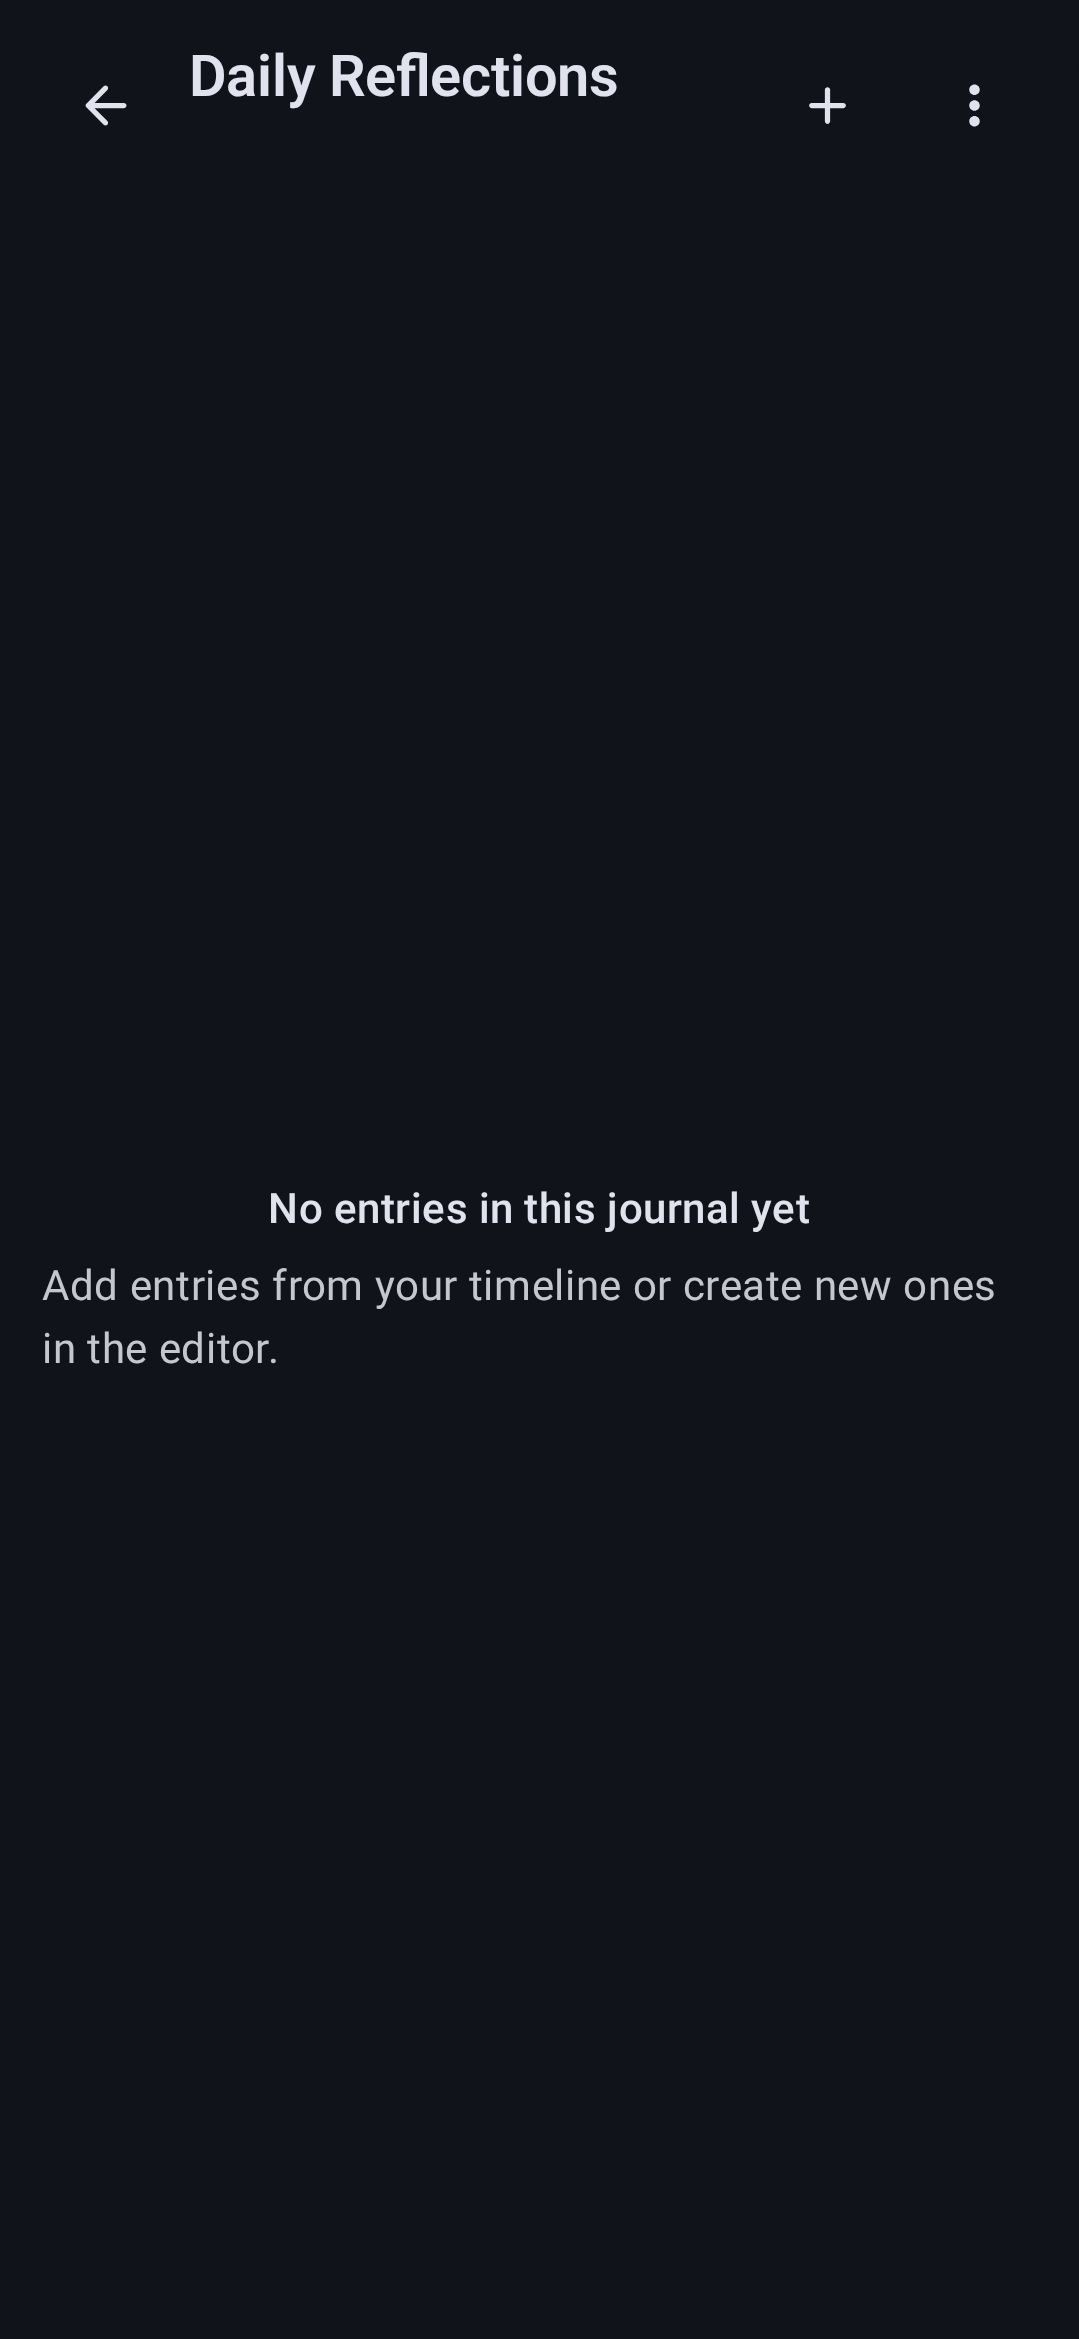 Daily Reflections
No entries in this journal yet
Add entries from your timeline or create new ones
in the editor.